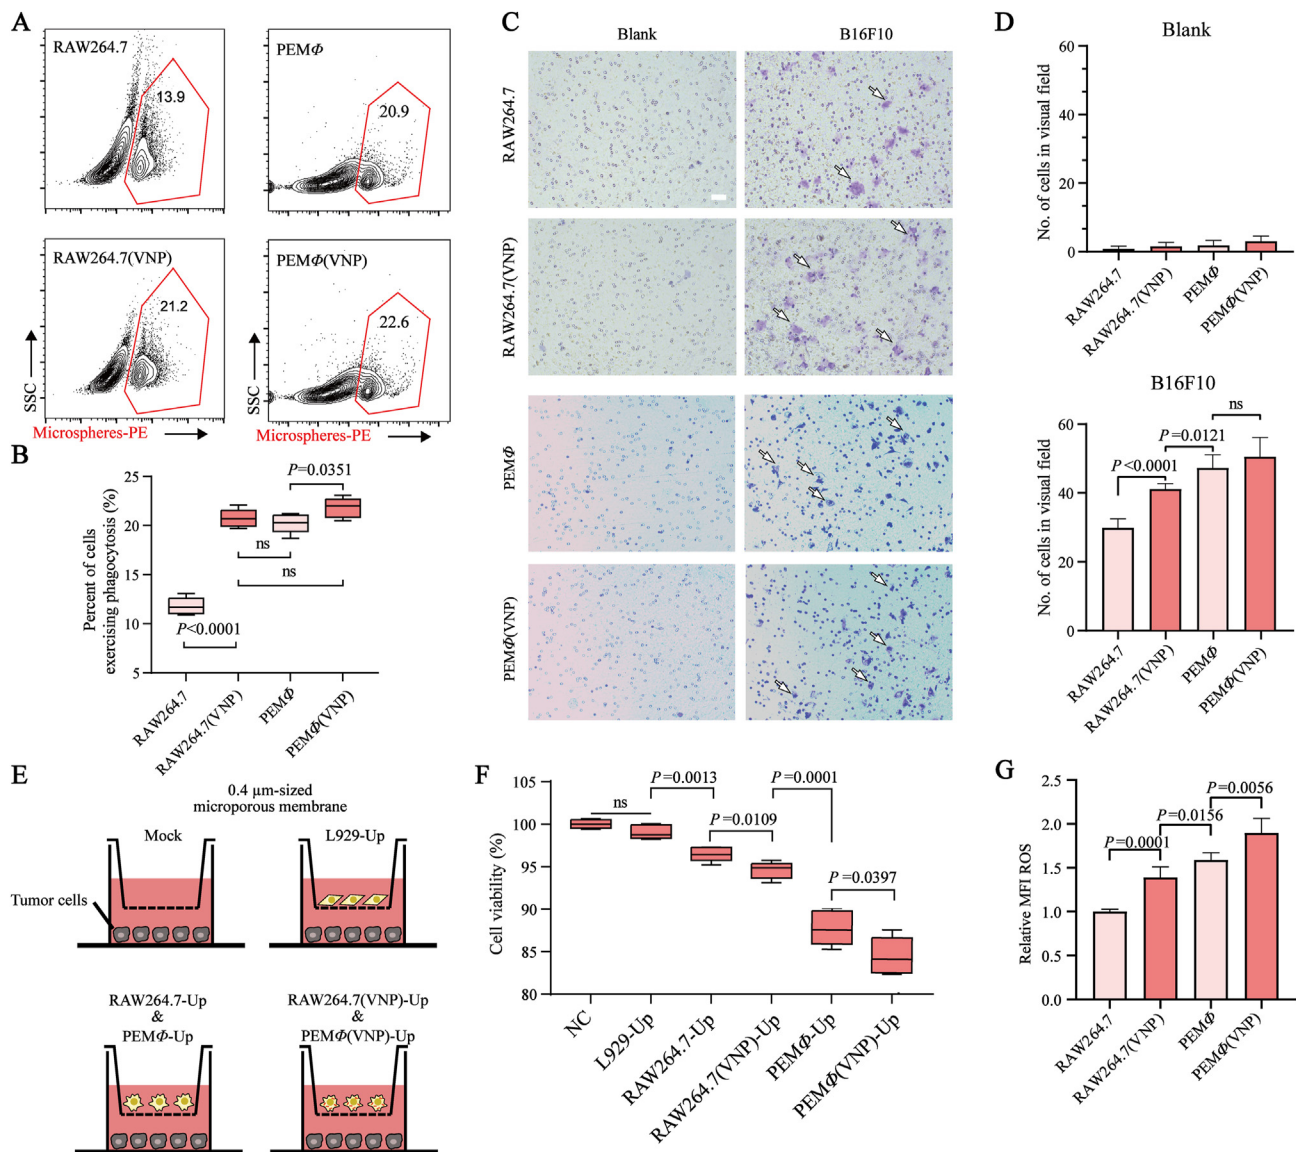 A
RAW264.7
13.9
PEMΦ
20.9
RAW264.7(VNP)
21.2
PEMΦ(VNP)
22.6
SSC
SSC
Microspheres-PE
Microspheres-PE
B
Percent of cells
exercising phagocytosis (%)
25
20
15
10
5
P=0.0351
ns
ns
P<0.0001
RAW264.7
RAW264.7(VNP)
PEMΦ
PEMΦ(VNP)
C
Blank
B16F10
RAW264.7
RAW264.7(VNP)
PEMΦ
PEMΦ(VNP)
D
Blank
No. of cells in visual field
60
40
20
0
RAW264.7
RAW264.7(VNP)
PEMΦ
PEMΦ(VNP)
B16F10
No. of cells in visual field
60
40
20
0
P<0.0001
P=0.0121
ns
RAW264.7
RAW264.7(VNP)
PEMΦ
PEMΦ(VNP)
E
0.4 µm-sized
microporous membrane
Mock
L929-Up
Tumor cells
RAW264.7-Up
&
PEMΦ-Up
RAW264.7(VNP)-Up
&
PEMΦ(VNP)-Up
F
Cell viability (%)
105
100
95
90
85
80
ns
P=0.0013
P=0.0109
P=0.0001
P=0.0397
NC
L929-Up
RAW264.7-Up
RAW264.7(VNP)-Up
PEMΦ-Up
PEMΦ(VNP)-Up
G
Relative MFI ROS
2.5
2.0
1.5
1.0
0.5
0.0
P=0.0001
P=0.0156
P=0.0056
RAW264.7
RAW264.7(VNP)
PEMΦ
PEMΦ(VNP)